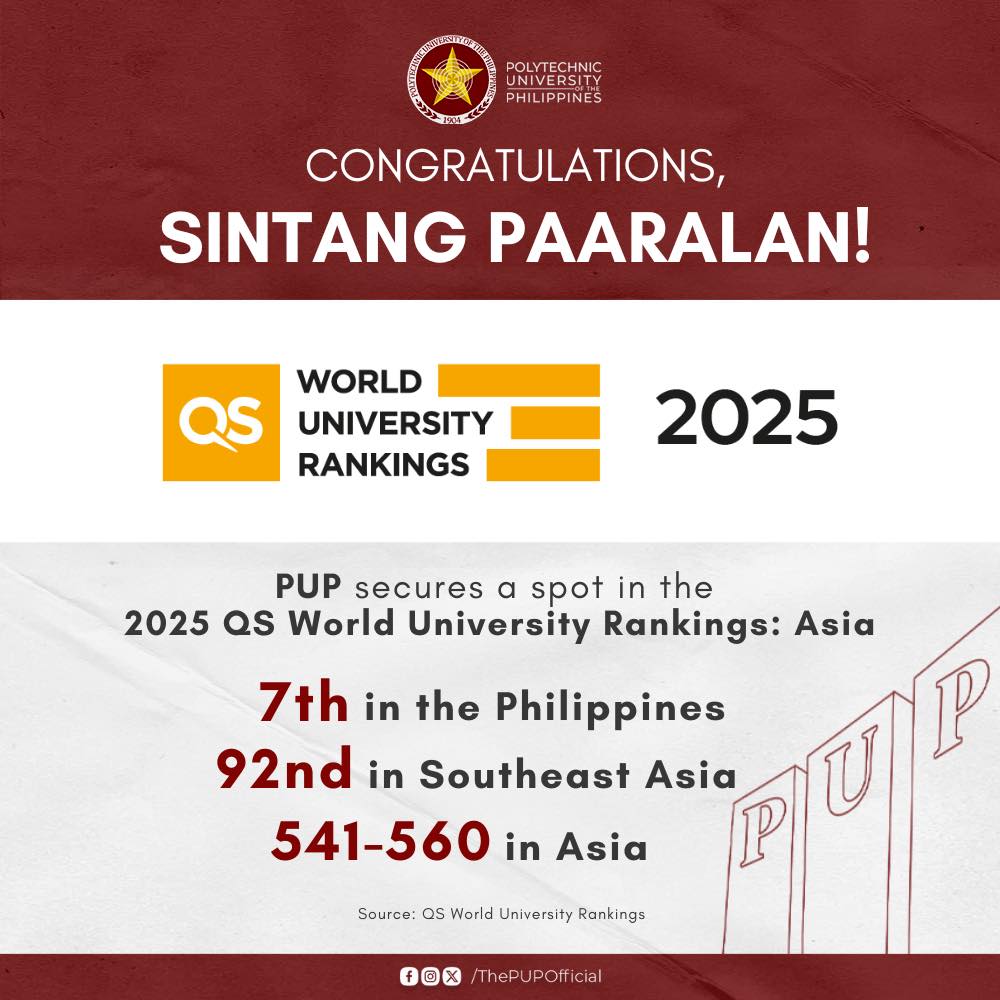 POLYTECHNIC UNIVERSITY OF THE PHILIPPINES
1904
POLYTECHNIC
UNIVERSITY
OF THE
PHILIPPINES
CONGRATULATIONS,
SINTANG PAARALAN!
QS
WORLD
UNIVERSITY
RANKINGS
2025
PUP secures a spot in the
2025 QS World University Rankings: Asia
7th in the Philippines
92nd in Southeast Asia
541-560 in Asia
P U P
Source: QS World University Rankings
/ThePUPOfficial